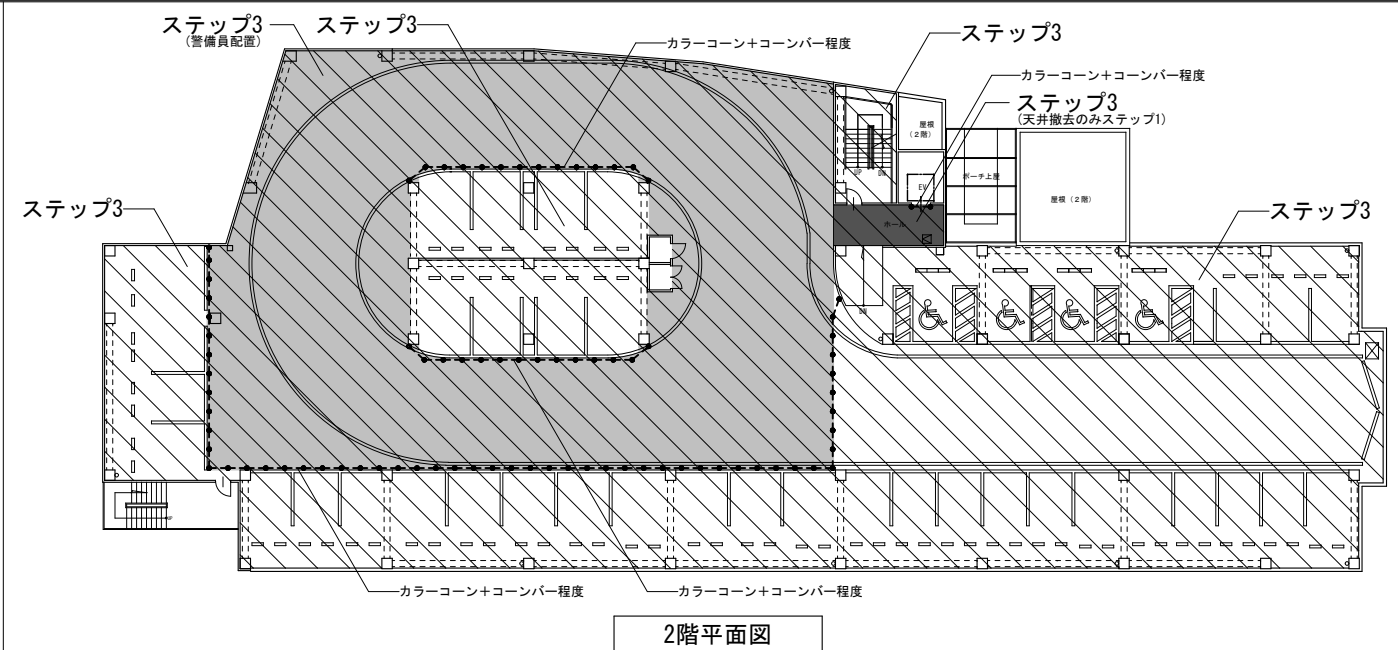 ステップ3
(警備員配置)
ステップ3
カラーコーン+コーンバー程度
ステップ3
カラーコーン+コーンバー程度
ステップ3
(天井撤去のみステップ1)
屋根
(2階)
UP
DN
EV
ポーチ上屋
屋根(2階)
ステップ3
ステップ3
ホール
DN
UP
カラーコーン+コーンバー程度
カラーコーン+コーンバー程度
2階平面図